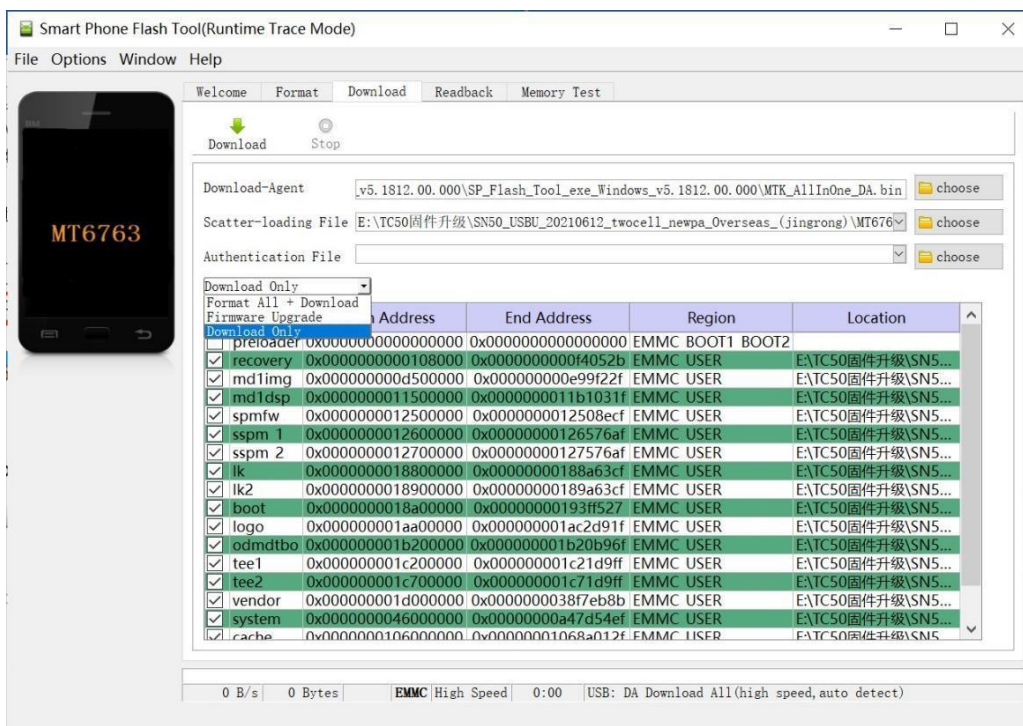 Smart Phone Flash Tool(Runtime Trace Mode)
File Options Window Help
Welcome Format Download Readback Memory Test
Download Stop
Download-Agent _v5.1812.00.000\SP_Flash_Tool_exe_Windows_v5.1812.00.000\MTK_AllInOne_DA.bin choose
Scatter-loading File E:\TC50固件升级\SN50_USBU_20210612_twocell_newpa_Overseas_(jingrong)\MT676 choose
MT6763
Authentication File choose
Download Only
Format All + Download
Firmware Upgrade
Download Only
Address End Address Region Location
preloader 0x0000000000000000 0x0000000000000000 EMMC BOOT1 BOOT2
recovery 0x0000000000108000 0x0000000000f4052b EMMC USER E:\TC50固件升级\SN5...
md1img 0x000000000d500000 0x000000000e99f22f EMMC USER E:\TC50固件升级\SN5...
md1dsp 0x0000000011500000 0x0000000011b1031f EMMC USER E:\TC50固件升级\SN5...
spmfw 0x0000000012500000 0x0000000012508ecf EMMC USER E:\TC50固件升级\SN5...
sspm 1 0x0000000012600000 0x00000000126576af EMMC USER E:\TC50固件升级\SN5...
sspm 2 0x0000000012700000 0x00000000127576af EMMC USER E:\TC50固件升级\SN5...
lk 0x0000000018800000 0x00000000188a63cf EMMC USER E:\TC50固件升级\SN5...
lk2 0x0000000018900000 0x00000000189a63cf EMMC USER E:\TC50固件升级\SN5...
boot 0x0000000018a00000 0x00000000193ff527 EMMC USER E:\TC50固件升级\SN5...
logo 0x000000001aa00000 0x000000001ac2d91f EMMC USER E:\TC50固件升级\SN5...
odmdtbo 0x000000001b200000 0x000000001b20b96f EMMC USER E:\TC50固件升级\SN5...
tee1 0x000000001c200000 0x000000001c21d9ff EMMC USER E:\TC50固件升级\SN5...
tee2 0x000000001c700000 0x000000001c71d9ff EMMC USER E:\TC50固件升级\SN5...
vendor 0x000000001d000000 0x0000000038f7eb8b EMMC USER E:\TC50固件升级\SN5...
system 0x0000000046000000 0x00000000a47d54ef EMMC USER E:\TC50固件升级\SN5...
cache 0x0000000106000000 0x00000001068a012f EMMC USER E:\TC50固件升级\SN5...
0 B/s 0 Bytes EMMC High Speed 0:00 USB: DA Download All(high speed,auto detect)